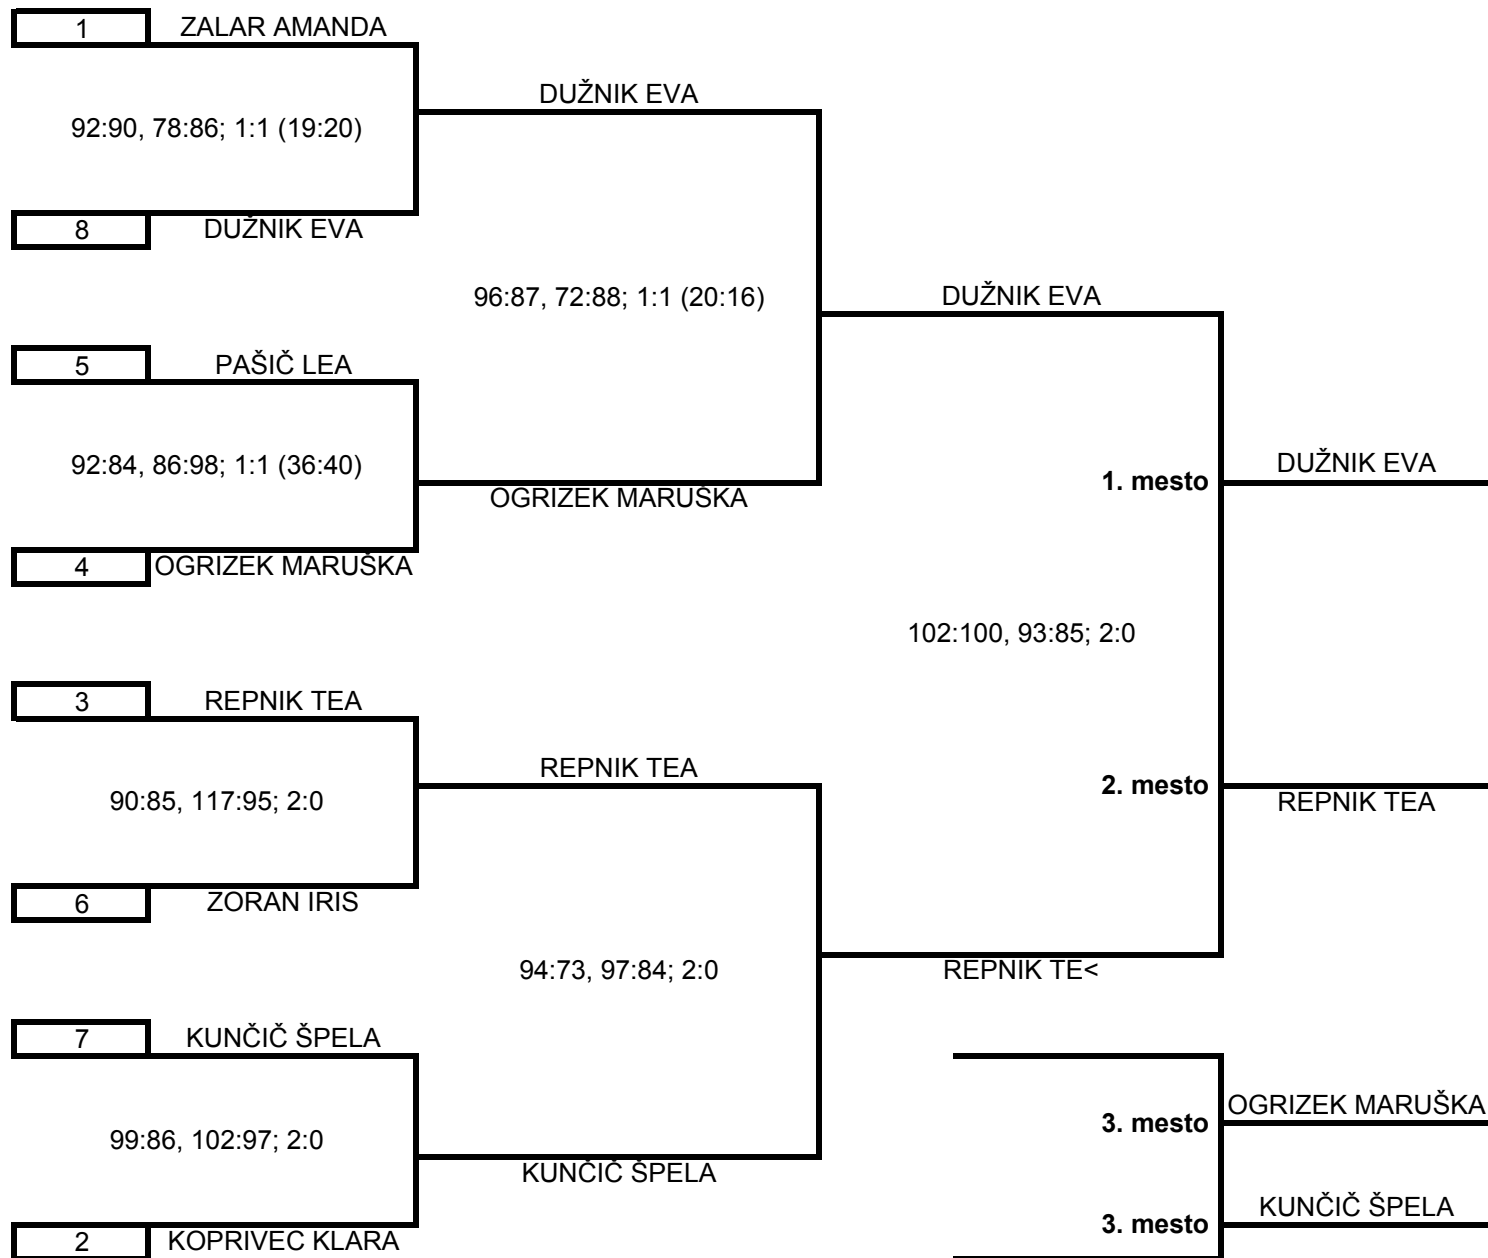 1 ZALAR AMANDA
DUŽNIK EVA
92:90, 78:86; 1:1 (19:20)
8 DUŽNIK EVA
96:87, 72:88; 1:1 (20:16)
DUŽNIK EVA
5 PAŠIČ LEA
92:84, 86:98; 1:1 (36:40)
1. mesto DUŽNIK EVA
OGRIZEK MARUŠKA
4 OGRIZEK MARUŠKA
102:100, 93:85; 2:0
3 REPNIK TEA
REPNIK TEA
90:85, 117:95; 2:0
2. mesto REPNIK TEA
6 ZORAN IRIS
94:73, 97:84; 2:0
REPNIK TE<
7 KUNČIČ ŠPELA
3. mesto OGRIZEK MARUŠKA
99:86, 102:97; 2:0
KUNČIČ ŠPELA
3. mesto KUNČIČ ŠPELA
2 KOPRIVEC KLARA